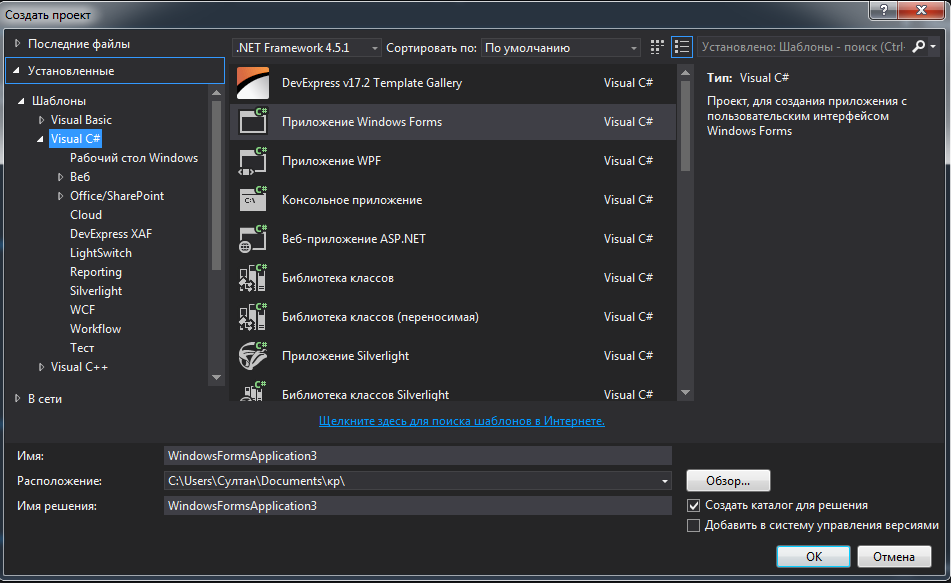 Создать проект
?
Последние файлы
.NET Framework 4.5.1
Сортировать по:
По умолчанию
Установлено: Шаблоны - поиск (Ctrl-
Установленные
Шаблоны
Visual Basic
Visual C#
Рабочий стол Windows
Веб
Office/SharePoint
Cloud
DevExpress XAF
LightSwitch
Reporting
Silverlight
WCF
Workflow
Тест
Visual C++
В сети
DevExpress v17.2 Template Gallery Visual C#
C# Приложение Windows Forms Visual C#
C# Приложение WPF Visual C#
C# C:\ Консольное приложение Visual C#
C# Веб-приложение ASP.NET Visual C#
C# Библиотека классов Visual C#
C# Библиотека классов (переносимая) Visual C#
C# Приложение Silverlight Visual C#
C# Библиотека классов Silverlight Visual C#
Щелкните здесь для поиска шаблонов в Интернете.
Тип: Visual C#
Проект, для создания приложения с
пользовательским интерфейсом
Windows Forms
Имя: WindowsFormsApplication3
Расположение: C:\Users\Султан\Documents\кр\
Обзор...
Имя решения: WindowsFormsApplication3
Создать каталог для решения
Добавить в систему управления версиями
ОК
Отмена